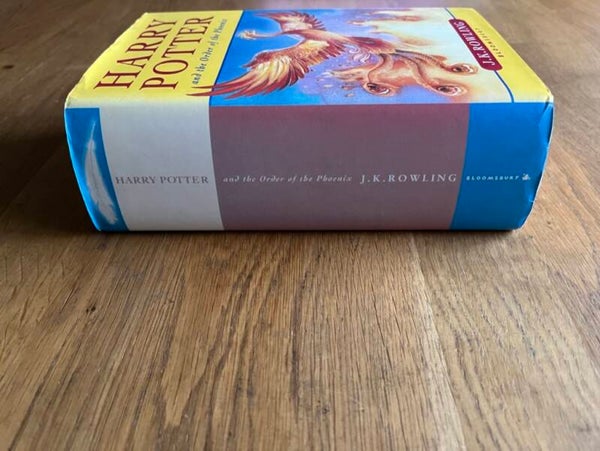 HARRY
POTTER
and the Order of the Phoenix
J.K.ROWLING
BLOOMSBURY
HARRY POTTER and the Order of the Phoenix J.K.ROWLING BLOOMSBURY